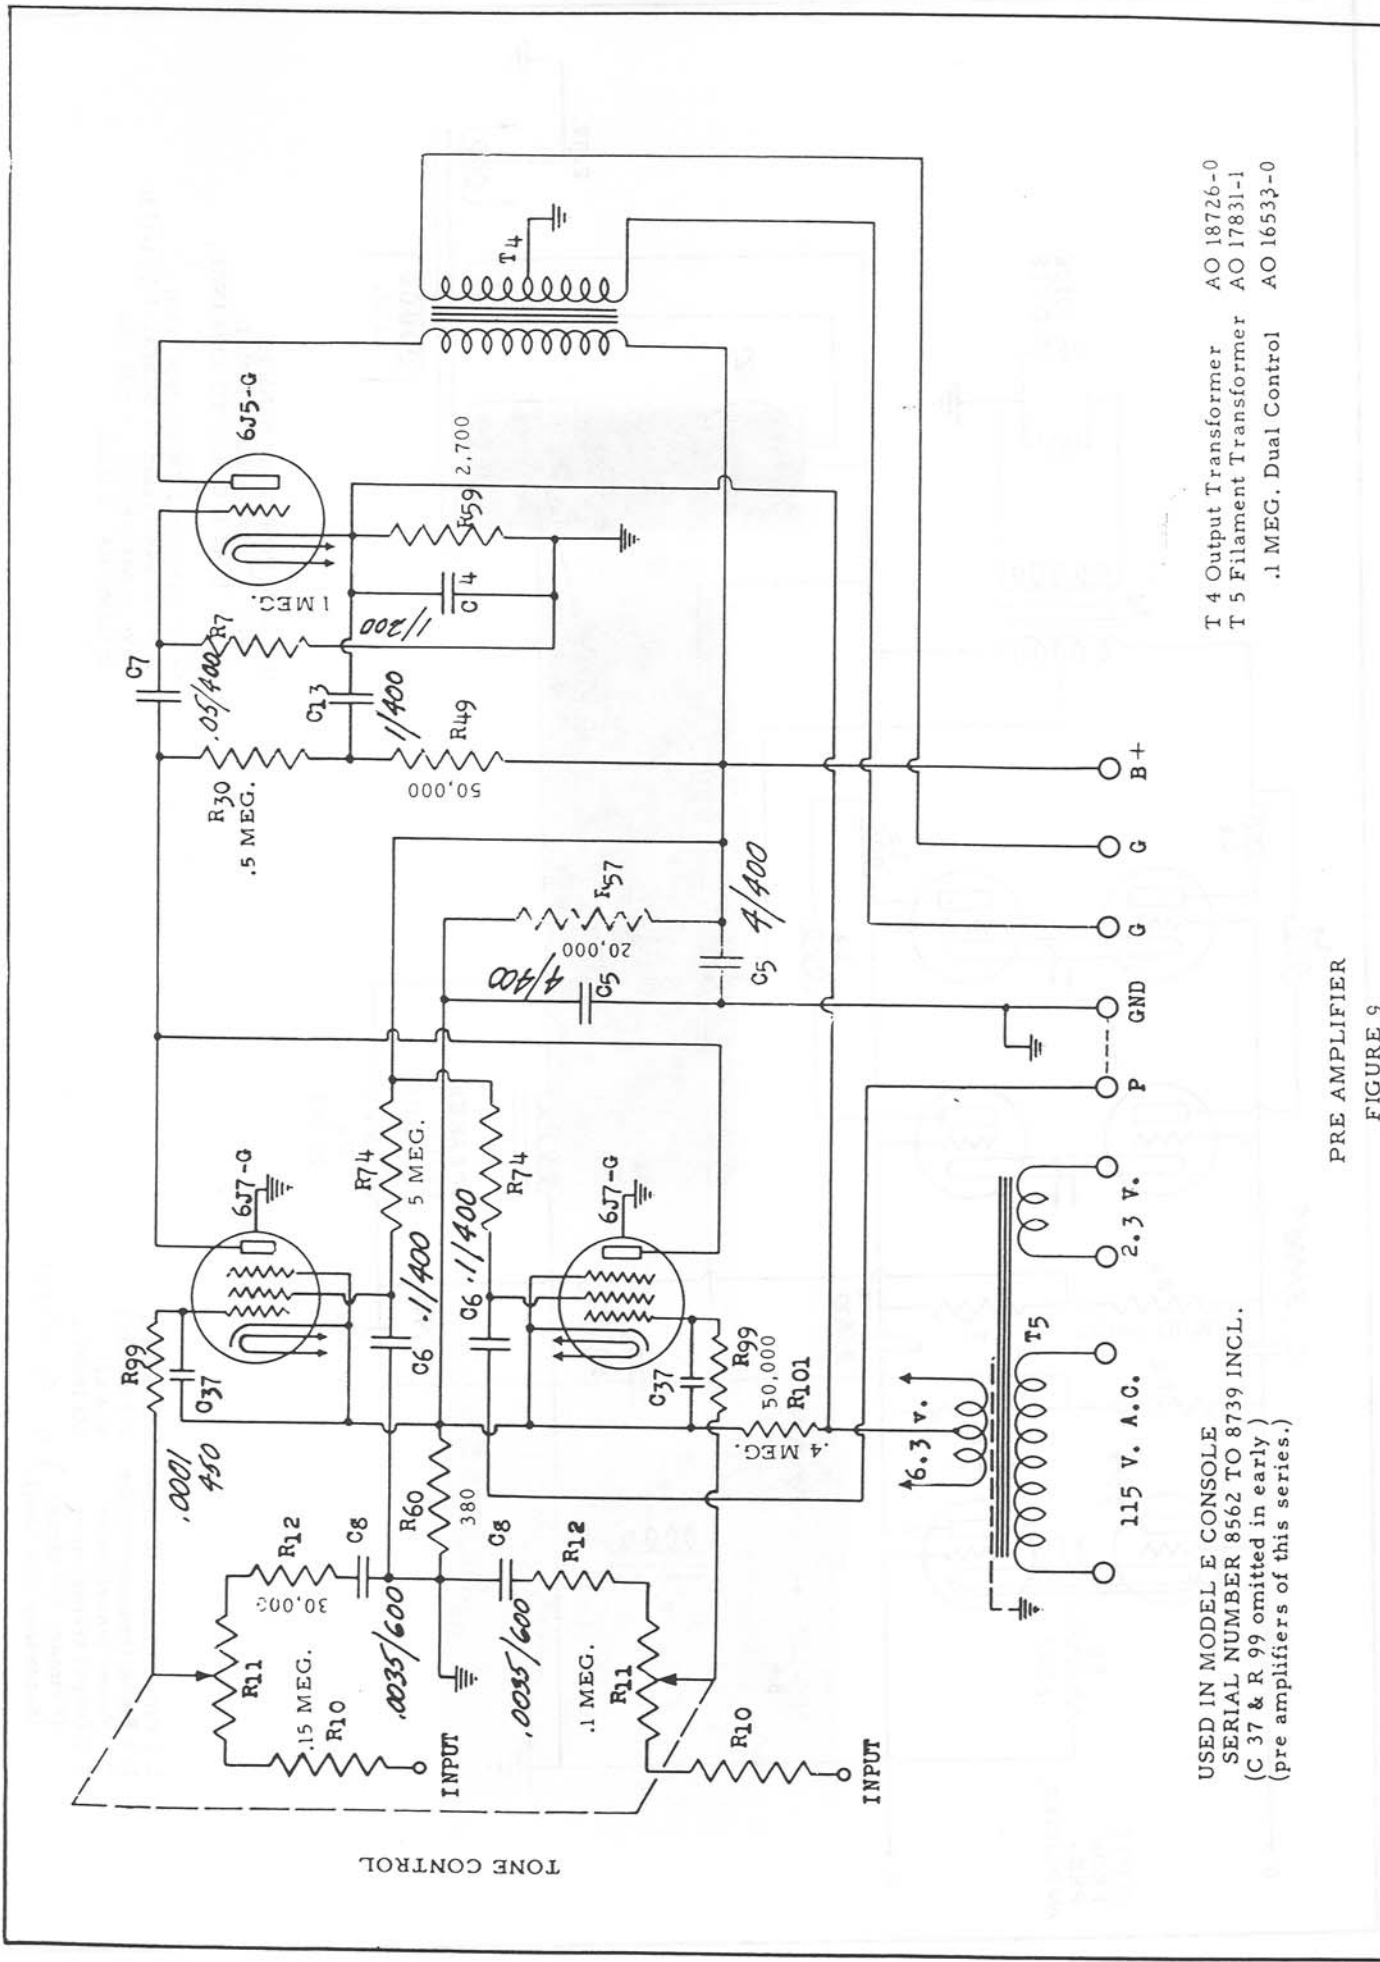 C7
.05/400
R7
1 MEG.
6J5-G
T4
R30
.5 MEG.
C13
1/400
R49
50,000
1/200
C 4
R59
2,700
R99
C37
.0001
450
6J7-G
R74
5 MEG.
C6
.1/400
R74
C6
.1/400
6J7-G
C37
R99
50,000
R101
.4 MEG.
4/400
C5
R57
20,000
4/400
C5
TONE CONTROL
R11
R12
30,000
C8
.0035/600
R60
380
.15 MEG.
R10
INPUT
C8
.0035/600
R12
.1 MEG.
R11
R10
INPUT
6.3 v.
T5
115 V. A.C.
2.3 V.
P
GND
G
G
B+
USED IN MODEL E CONSOLE
SERIAL NUMBER 8562 TO 8739 INCL.
(C 37 & R 99 omitted in early )
(pre amplifiers of this series.)
T 4 Output Transformer AO 18726-0
T 5 Filament Transformer AO 17831-1
.1 MEG. Dual Control AO 16533-0
PRE AMPLIFIER
FIGURE 9